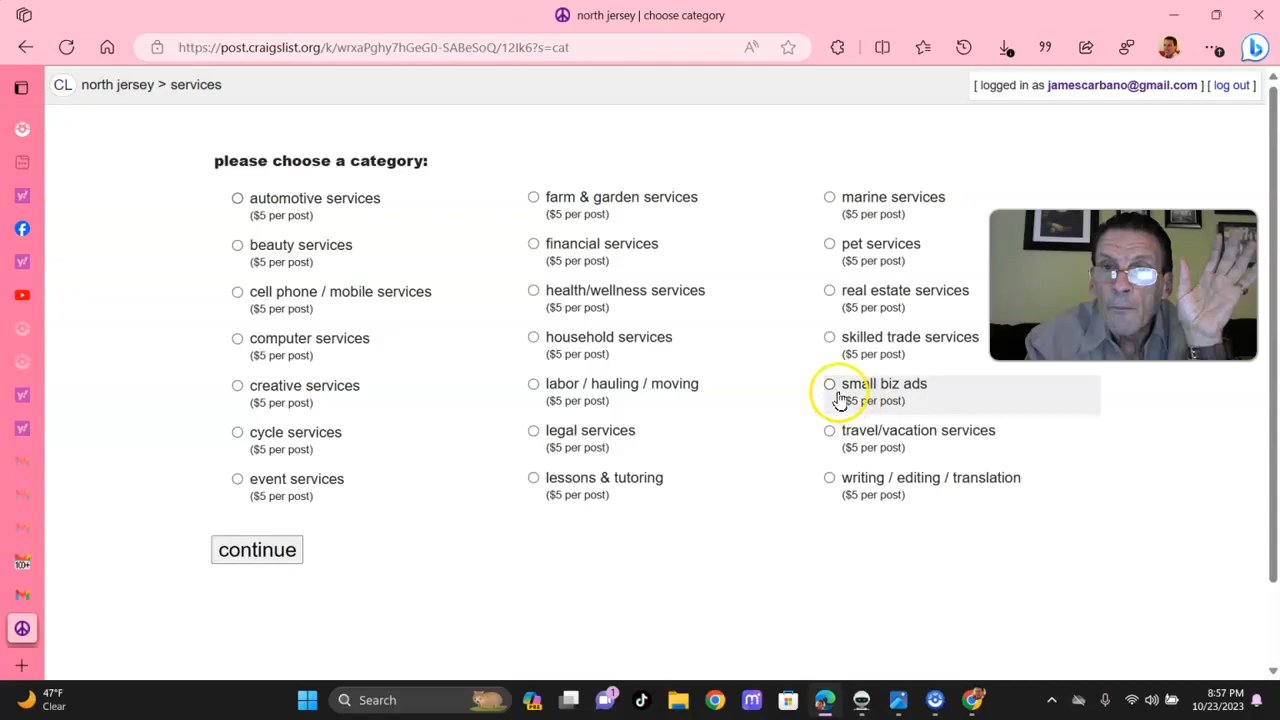 north jersey | choose category
https://post.craigslist.org/k/wrxaPghy7hGeG0-SABeSoQ/12Ik6?s=cat
CL north jersey > services
[ logged in as jamescarbano@gmail.com ] [ log out ]
please choose a category:
automotive services
($5 per post)
beauty services
($5 per post)
cell phone / mobile services
($5 per post)
computer services
($5 per post)
creative services
($5 per post)
cycle services
($5 per post)
event services
($5 per post)
farm & garden services
($5 per post)
financial services
($5 per post)
health/wellness services
($5 per post)
household services
($5 per post)
labor / hauling / moving
($5 per post)
legal services
($5 per post)
lessons & tutoring
($5 per post)
marine services
($5 per post)
pet services
($5 per post)
real estate services
($5 per post)
skilled trade services
($5 per post)
small biz ads
($5 per post)
travel/vacation services
($5 per post)
writing / editing / translation
($5 per post)
continue
100+
47°F
Clear
Search
1
8:57 PM
10/23/2023